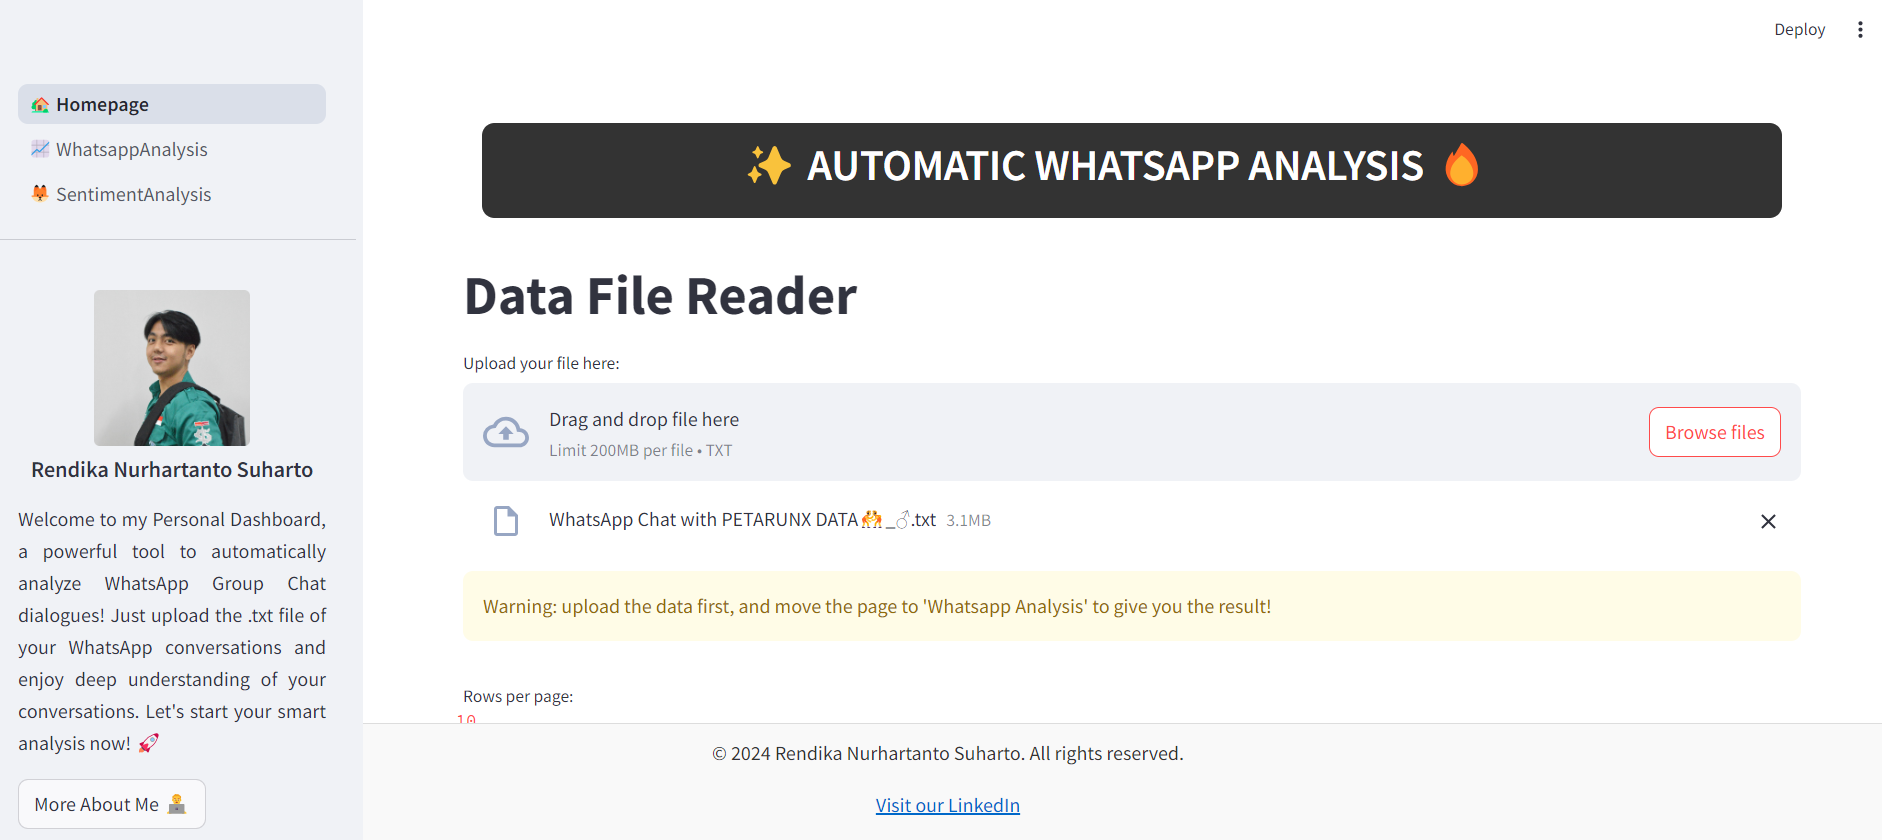 Deploy
🏡 Homepage
📈 WhatsappAnalysis
🦊 SentimentAnalysis
Rendika Nurhartanto Suharto
Welcome to my Personal Dashboard,
a powerful tool to automatically
analyze WhatsApp Group Chat
dialogues! Just upload the .txt file of
your WhatsApp conversations and
enjoy deep understanding of your
conversations. Let's start your smart
analysis now! 🚀
More About Me 👨‍💻
✨ AUTOMATIC WHATSAPP ANALYSIS 🔥
Data File Reader
Upload your file here:
Drag and drop file here
Limit 200MB per file • TXT
Browse files
WhatsApp Chat with PETARUNX DATA🤼_♂.txt 3.1MB
Warning: upload the data first, and move the page to 'Whatsapp Analysis' to give you the result!
Rows per page:
10
© 2024 Rendika Nurhartanto Suharto. All rights reserved.
Visit our LinkedIn